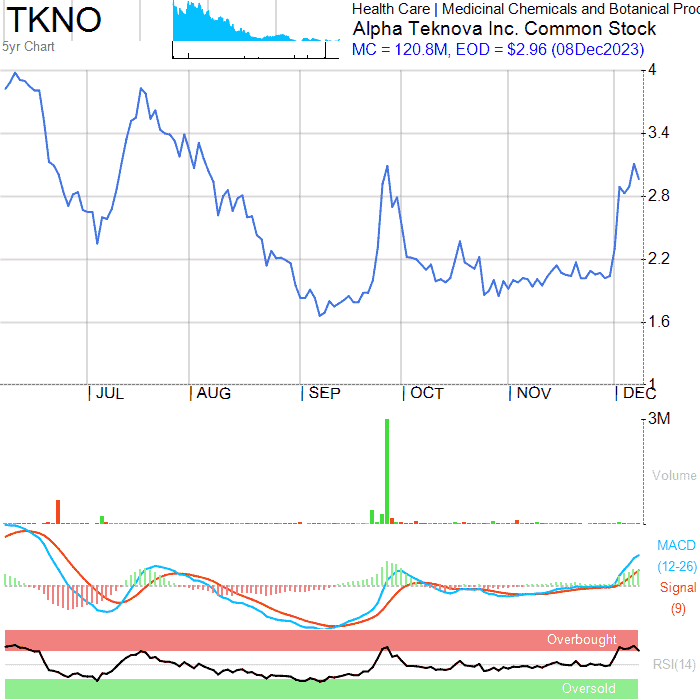 TKNO
5yr Chart
Health Care | Medicinal Chemicals and Botanical Proc
Alpha Teknova Inc. Common Stock
MC = 120.8M, EOD = $2.96 (08Dec2023)
4
3.4
2.8
2.2
1.6
1
| JUL | AUG | SEP | OCT | NOV | DEC
3M
Volume
MACD
(12-26)
Signal
(9)
Overbought
RSI(14)
Oversold